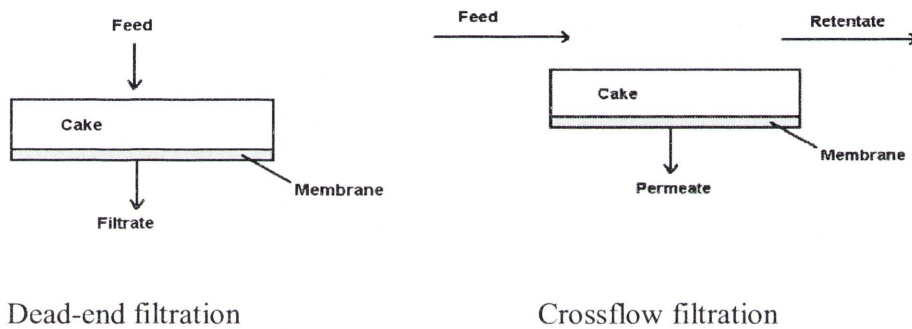 Feed
Cake
Membrane
Filtrate
Dead-end filtration
Feed
Retentate
Cake
Membrane
Permeate
Crossflow filtration